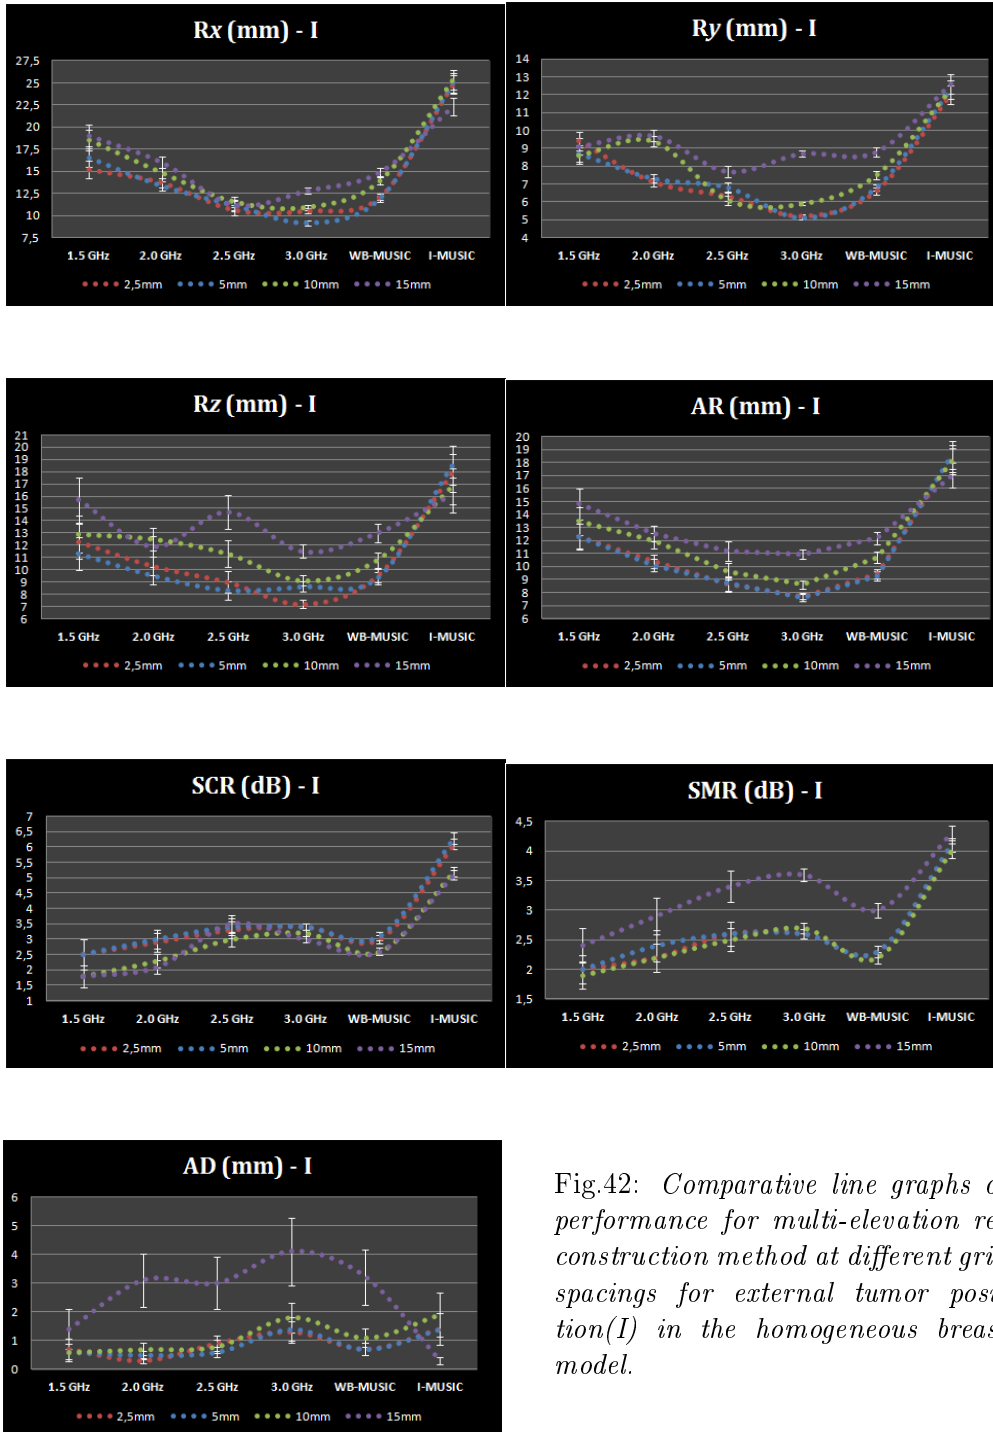 Rx (mm) - I
27,5
25
22,5
20
17,5
15
12,5
10
7,5
1.5 GHz 2.0 GHz 2.5 GHz 3.0 GHz WB-MUSIC I-MUSIC
2,5mm 5mm 10mm 15mm
Ry (mm) - I
14
13
12
11
10
9
8
7
6
5
4
1.5 GHz 2.0 GHz 2.5 GHz 3.0 GHz WB-MUSIC I-MUSIC
2,5mm 5mm 10mm 15mm
Rz (mm) - I
21
20
19
18
17
16
15
14
13
12
11
10
9
8
7
6
1.5 GHz 2.0 GHz 2.5 GHz 3.0 GHz WB-MUSIC I-MUSIC
2,5mm 5mm 10mm 15mm
AR (mm) - I
20
19
18
17
16
15
14
13
12
11
10
9
8
7
6
1.5 GHz 2.0 GHz 2.5 GHz 3.0 GHz WB-MUSIC I-MUSIC
2,5mm 5mm 10mm 15mm
SCR (dB) - I
7
6,5
6
5,5
5
4,5
4
3,5
3
2,5
2
1,5
1
1.5 GHz 2.0 GHz 2.5 GHz 3.0 GHz WB-MUSIC I-MUSIC
2,5mm 5mm 10mm 15mm
SMR (dB) - I
4,5
4
3,5
3
2,5
2
1,5
1.5 GHz 2.0 GHz 2.5 GHz 3.0 GHz WB-MUSIC I-MUSIC
2,5mm 5mm 10mm 15mm
AD (mm) - I
6
5
4
3
2
1
0
1.5 GHz 2.0 GHz 2.5 GHz 3.0 GHz WB-MUSIC I-MUSIC
2,5mm 5mm 10mm 15mm
Fig.42: Comparative line graphs
performance for multi-elevation re
construction method at different gri
spacings for external tumor posi
tion(I) in the homogeneous breas
model.